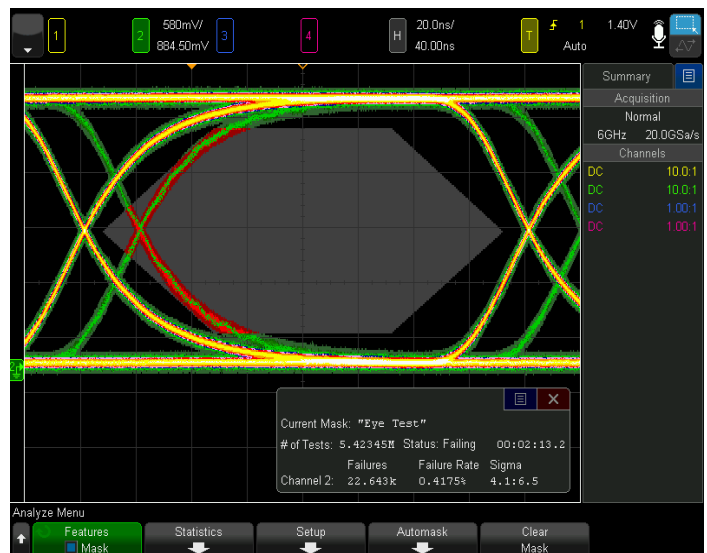 1
2
580mV/
884.50mV
3
4
H
20.0ns/
40.00ns
T
1
Auto
1.40V
Summary
Acquisition
Normal
6GHz 20.0GSa/s
Channels
DC 10.0:1
DC 10.0:1
DC 1.00:1
DC 1.00:1
Current Mask: "Eye Test"
# of Tests: 5.42345M Status: Failing 00:02:13.2
Failures Failure Rate Sigma
Channel 2: 22.643k 0.4175% 4.1:6.5
Analyze Menu
Features
Mask
Statistics
Setup
Automask
Clear
Mask